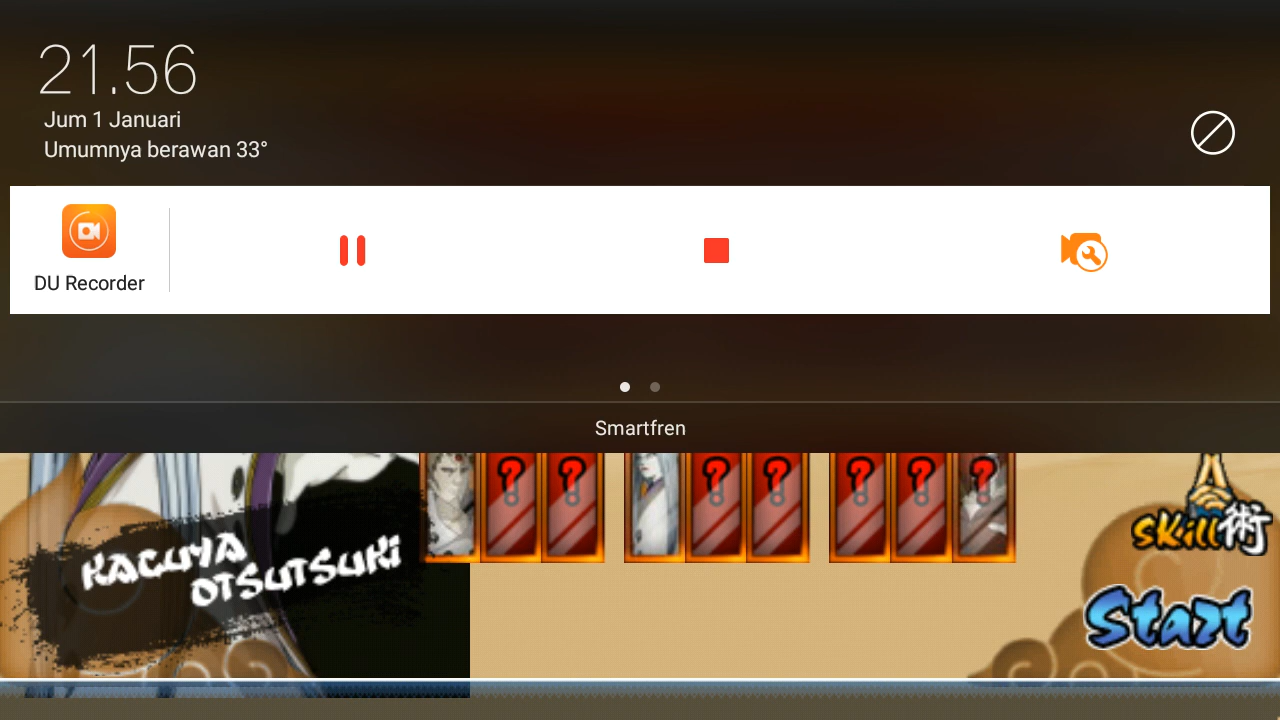 21.56
Jum 1 Januari
Umumnya berawan 33°
DU Recorder
Smartfren
KAGUYA
OTSUTSUKI
? ? ? ? ? ? ?
Skill術
Start